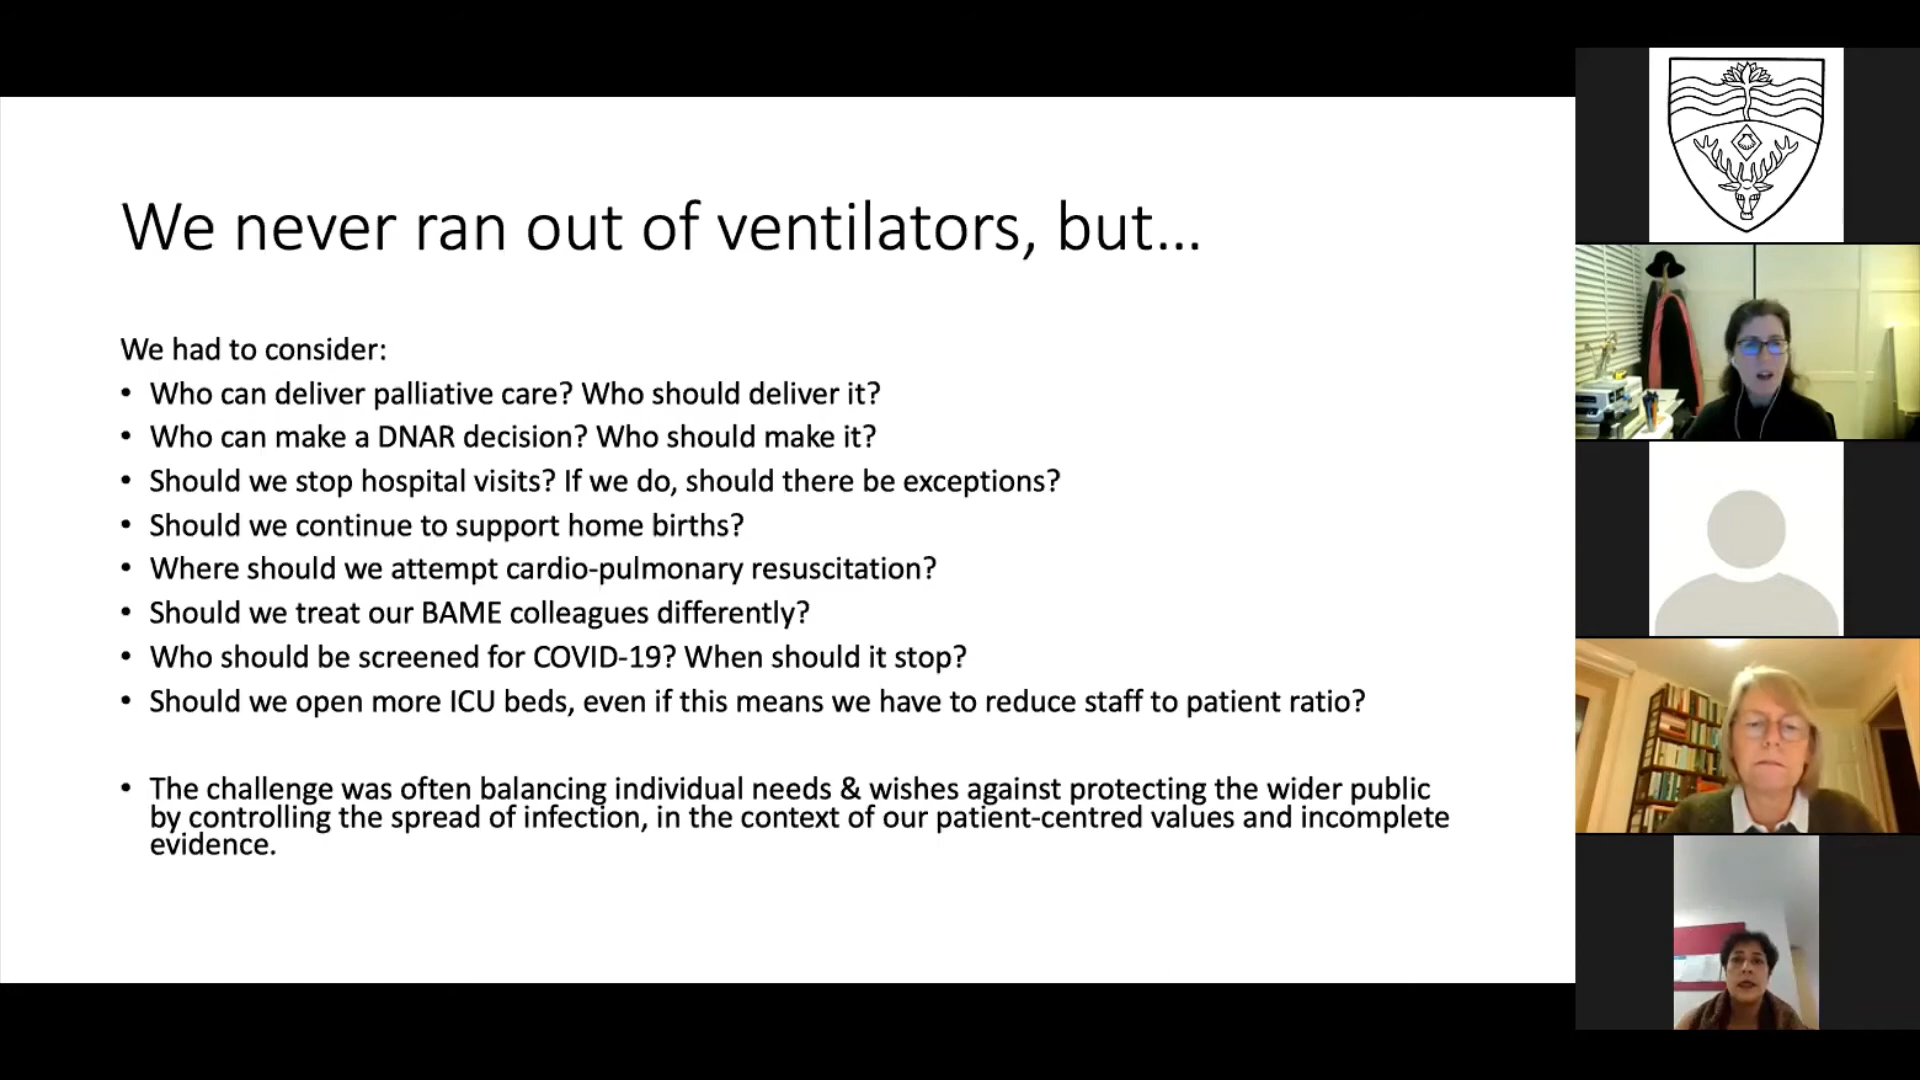 We never ran out of ventilators, but...
We had to consider:
• Who can deliver palliative care? Who should deliver it?
• Who can make a DNAR decision? Who should make it?
• Should we stop hospital visits? If we do, should there be exceptions?
• Should we continue to support home births?
• Where should we attempt cardio-pulmonary resuscitation?
• Should we treat our BAME colleagues differently?
• Who should be screened for COVID-19? When should it stop?
• Should we open more ICU beds, even if this means we have to reduce staff to patient ratio?
• The challenge was often balancing individual needs & wishes against protecting the wider public
by controlling the spread of infection, in the context of our patient-centred values and incomplete
evidence.